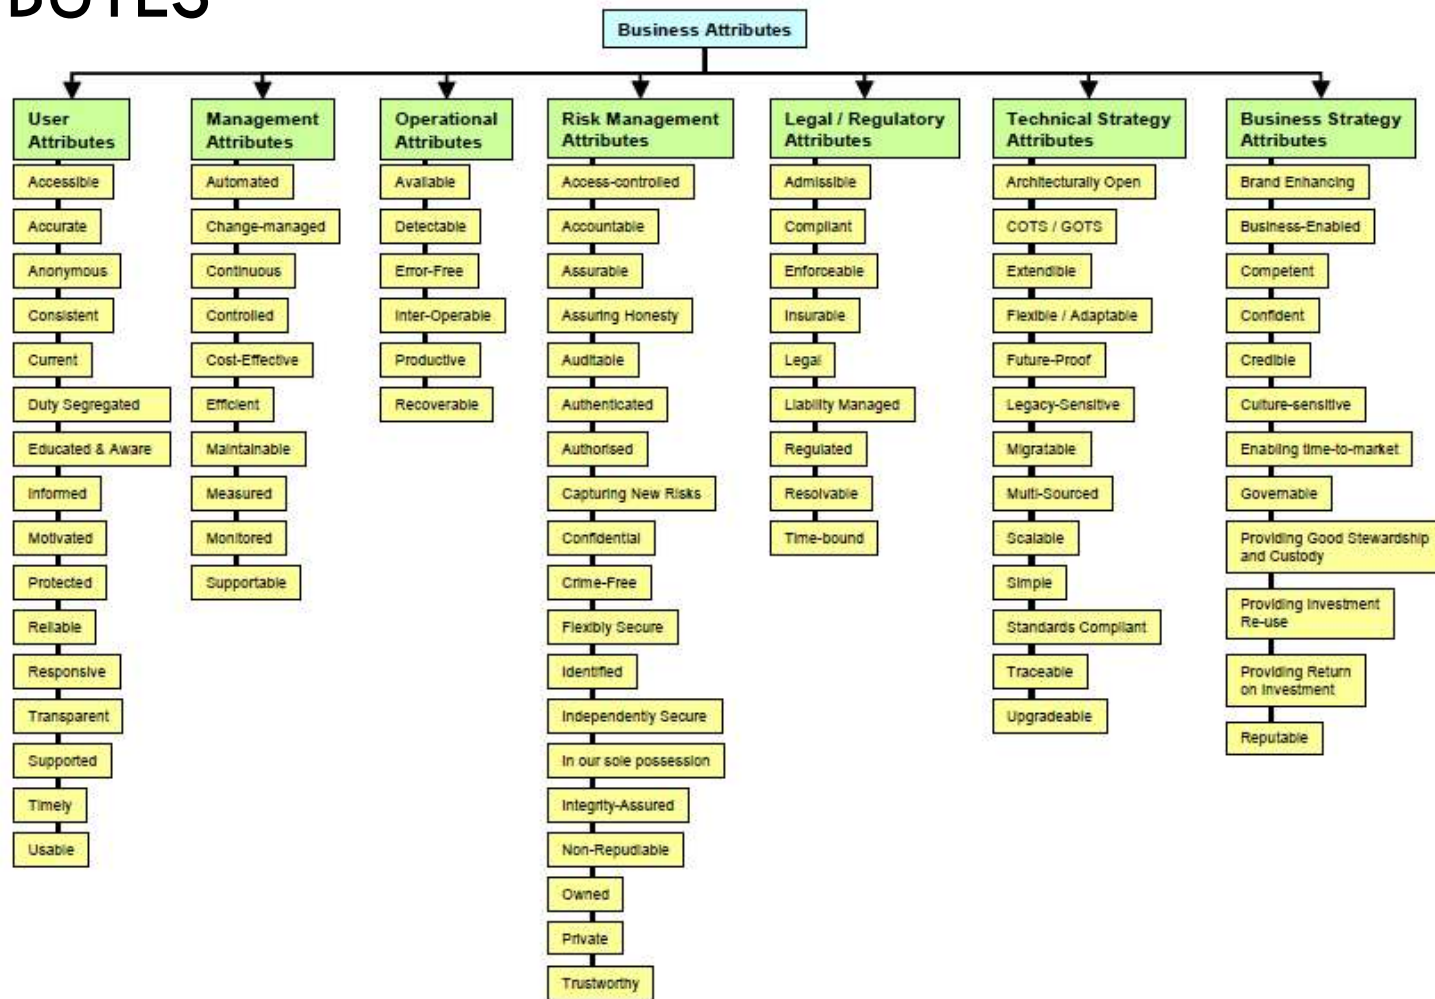 BUTES
Business Attributes
User
Attributes
Accessible
Accurate
Anonymous
Consistent
Current
Duty Segregated
Educated & Aware
Informed
Motivated
Protected
Reliable
Responsive
Transparent
Supported
Timely
Usable
Management
Attributes
Automated
Change-managed
Continuous
Controlled
Cost-Effective
Efficient
Maintainable
Measured
Monitored
Supportable
Operational
Attributes
Available
Detectable
Error-Free
Inter-Operable
Productive
Recoverable
Risk Management
Attributes
Access-controlled
Accountable
Assurable
Assuring Honesty
Auditable
Authenticated
Authorised
Capturing New Risks
Confidential
Crime-Free
Flexibly Secure
Identified
Independently Secure
In our sole possession
Integrity-Assured
Non-Repudiable
Owned
Private
Trustworthy
Legal / Regulatory
Attributes
Admissible
Compliant
Enforceable
Insurable
Legal
Liability Managed
Regulated
Resolvable
Time-bound
Technical Strategy
Attributes
Architecturally Open
COTS / GOTS
Extendible
Flexible / Adaptable
Future-Proof
Legacy-Sensitive
Migratable
Multi-Sourced
Scalable
Simple
Standards Compliant
Traceable
Upgradeable
Business Strategy
Attributes
Brand Enhancing
Business-Enabled
Competent
Confident
Credible
Culture-sensitive
Enabling time-to-market
Governable
Providing Good Stewardship
and Custody
Providing Investment
Re-use
Providing Return
on Investment
Reputable